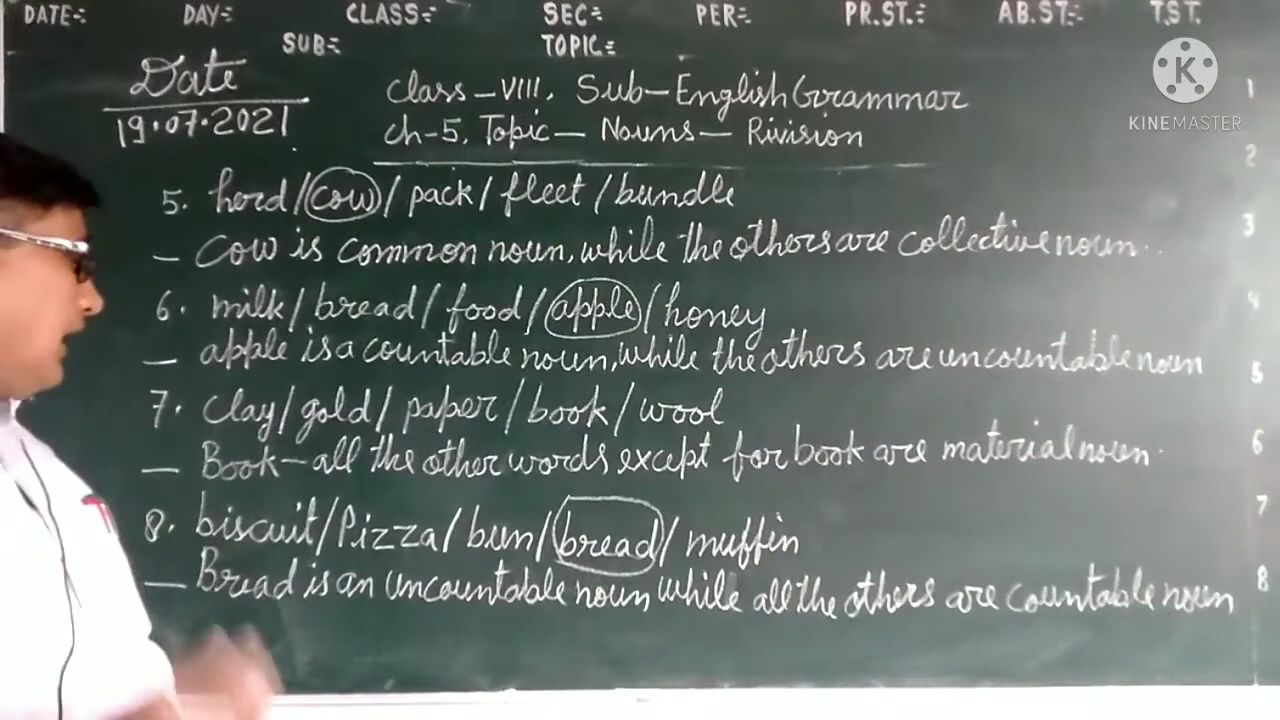 DATE:- DAY:- CLASS:- SEC:- PER:- PR.ST.:- AB.ST:- T.ST.
SUB:- TOPIC:-
Date
19.07.2021
Class – VIII. Sub – English Grammar
Ch-5. Topic – Nouns – Rivision
5. herd/cow/pack/fleet/bundle
– Cow is common noun, while the others are collective noun.
6. milk/bread/food/apple/honey
– apple is a countable noun, while the others are uncountable noun
7. Clay/gold/paper/book/wool
– Book – all the other words except for book are material noun.
8. biscuit/Pizza/bun/bread/muffin
– Bread is an uncountable noun while all the others are countable noun
1
2
3
4
5
6
7
8
K
KINEMASTER